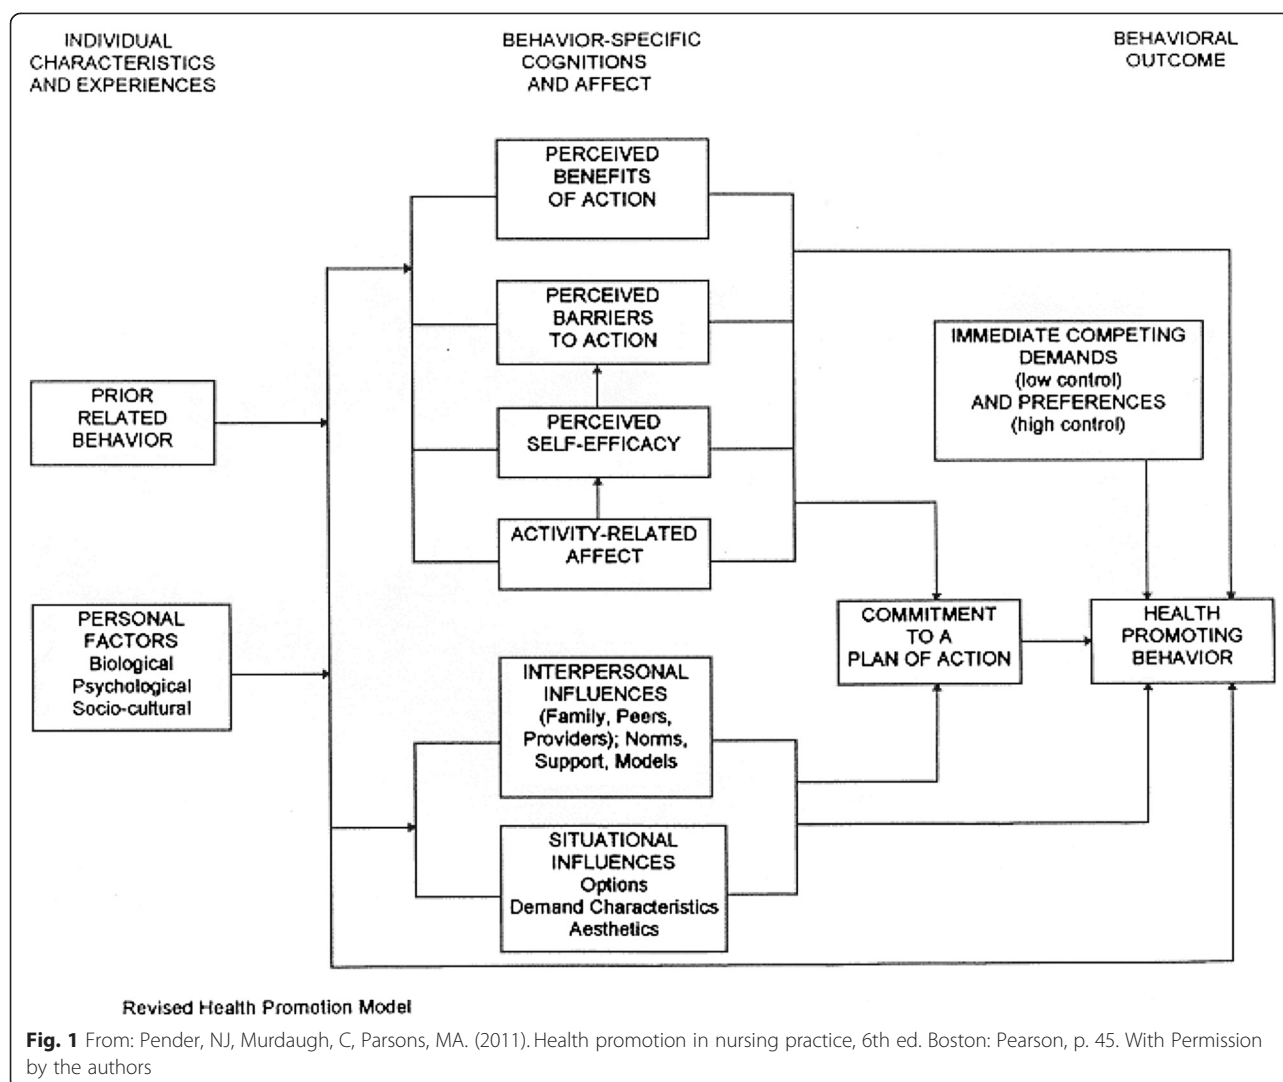 INDIVIDUAL
CHARACTERISTICS
AND EXPERIENCES
BEHAVIOR-SPECIFIC
COGNITIONS
AND AFFECT
BEHAVIORAL
OUTCOME
PERCEIVED
BENEFITS
OF ACTION
PERCEIVED
BARRIERS
TO ACTION
IMMEDIATE COMPETING
DEMANDS
(low control)
AND PREFERENCES
(high control)
PRIOR
RELATED
BEHAVIOR
PERCEIVED
SELF-EFFICACY
ACTIVITY-RELATED
AFFECT
PERSONAL
FACTORS
Biological
Psychological
Socio-cultural
COMMITMENT
TO A
PLAN OF ACTION
HEALTH
PROMOTING
BEHAVIOR
INTERPERSONAL
INFLUENCES
(Family, Peers,
Providers); Norms,
Support, Models
SITUATIONAL
INFLUENCES
Options
Demand Characteristics
Aesthetics
Revised Health Promotion Model
Fig. 1 From: Pender, NJ, Murdaugh, C, Parsons, MA. (2011). Health promotion in nursing practice, 6th ed. Boston: Pearson, p. 45. With Permission
by the authors